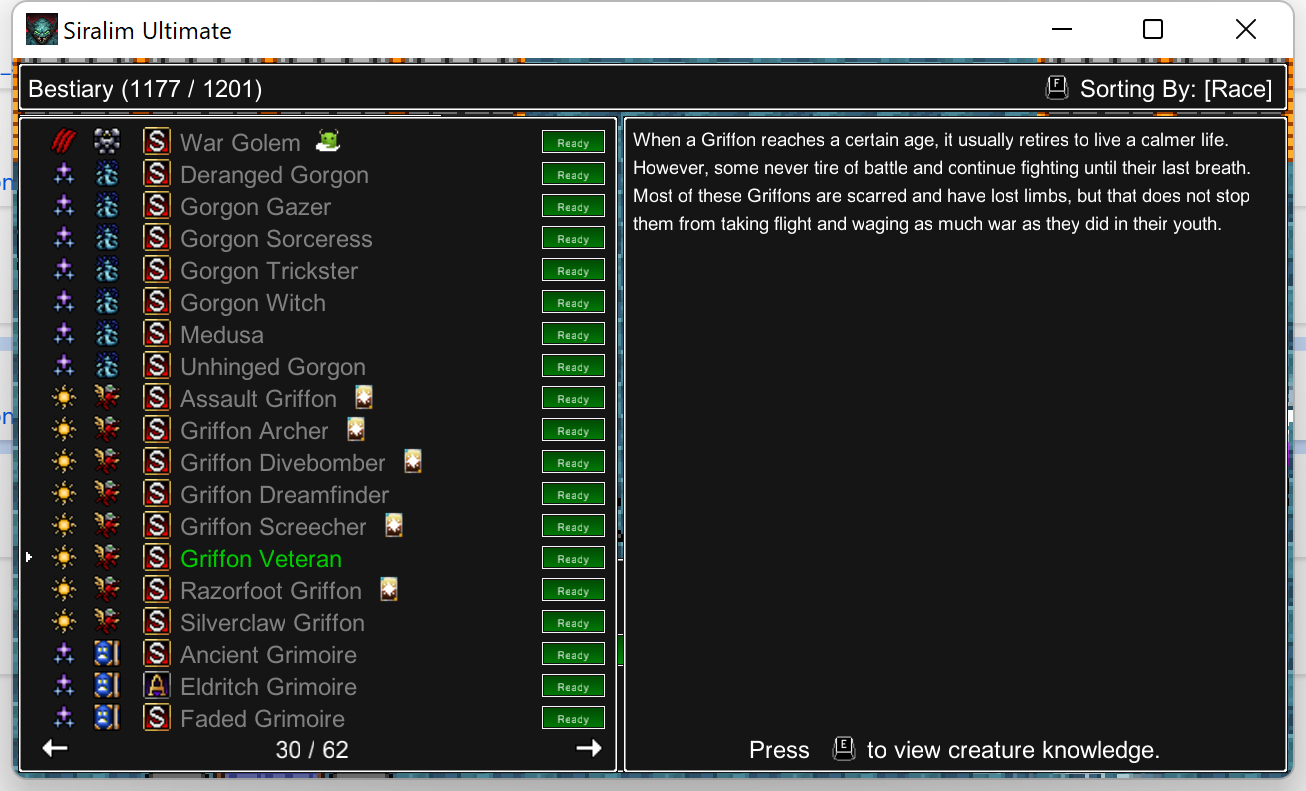 Siralim Ultimate
Bestiary (1177 / 1201)
F Sorting By: [Race]
S War Golem Ready
S Deranged Gorgon Ready
S Gorgon Gazer Ready
S Gorgon Sorceress Ready
S Gorgon Trickster Ready
S Gorgon Witch Ready
S Medusa Ready
S Unhinged Gorgon Ready
S Assault Griffon Ready
S Griffon Archer Ready
S Griffon Divebomber Ready
S Griffon Dreamfinder Ready
S Griffon Screecher Ready
S Griffon Veteran Ready
S Razorfoot Griffon Ready
S Silverclaw Griffon Ready
S Ancient Grimoire Ready
A Eldritch Grimoire Ready
S Faded Grimoire Ready
30 / 62
When a Griffon reaches a certain age, it usually retires to live a calmer life.
However, some never tire of battle and continue fighting until their last breath.
Most of these Griffons are scarred and have lost limbs, but that does not stop
them from taking flight and waging as much war as they did in their youth.
Press E to view creature knowledge.